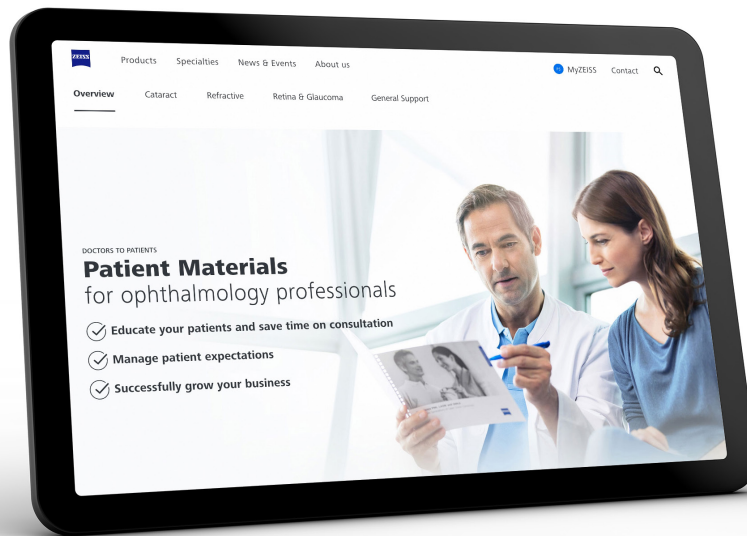 ZEISS
Products Specialties News & Events About us
MyZEISS Contact
Overview Cataract Refractive Retina & Glaucoma General Support
DOCTORS TO PATIENTS
Patient Materials
for ophthalmology professionals
Educate your patients and save time on consultation
Manage patient expectations
Successfully grow your business